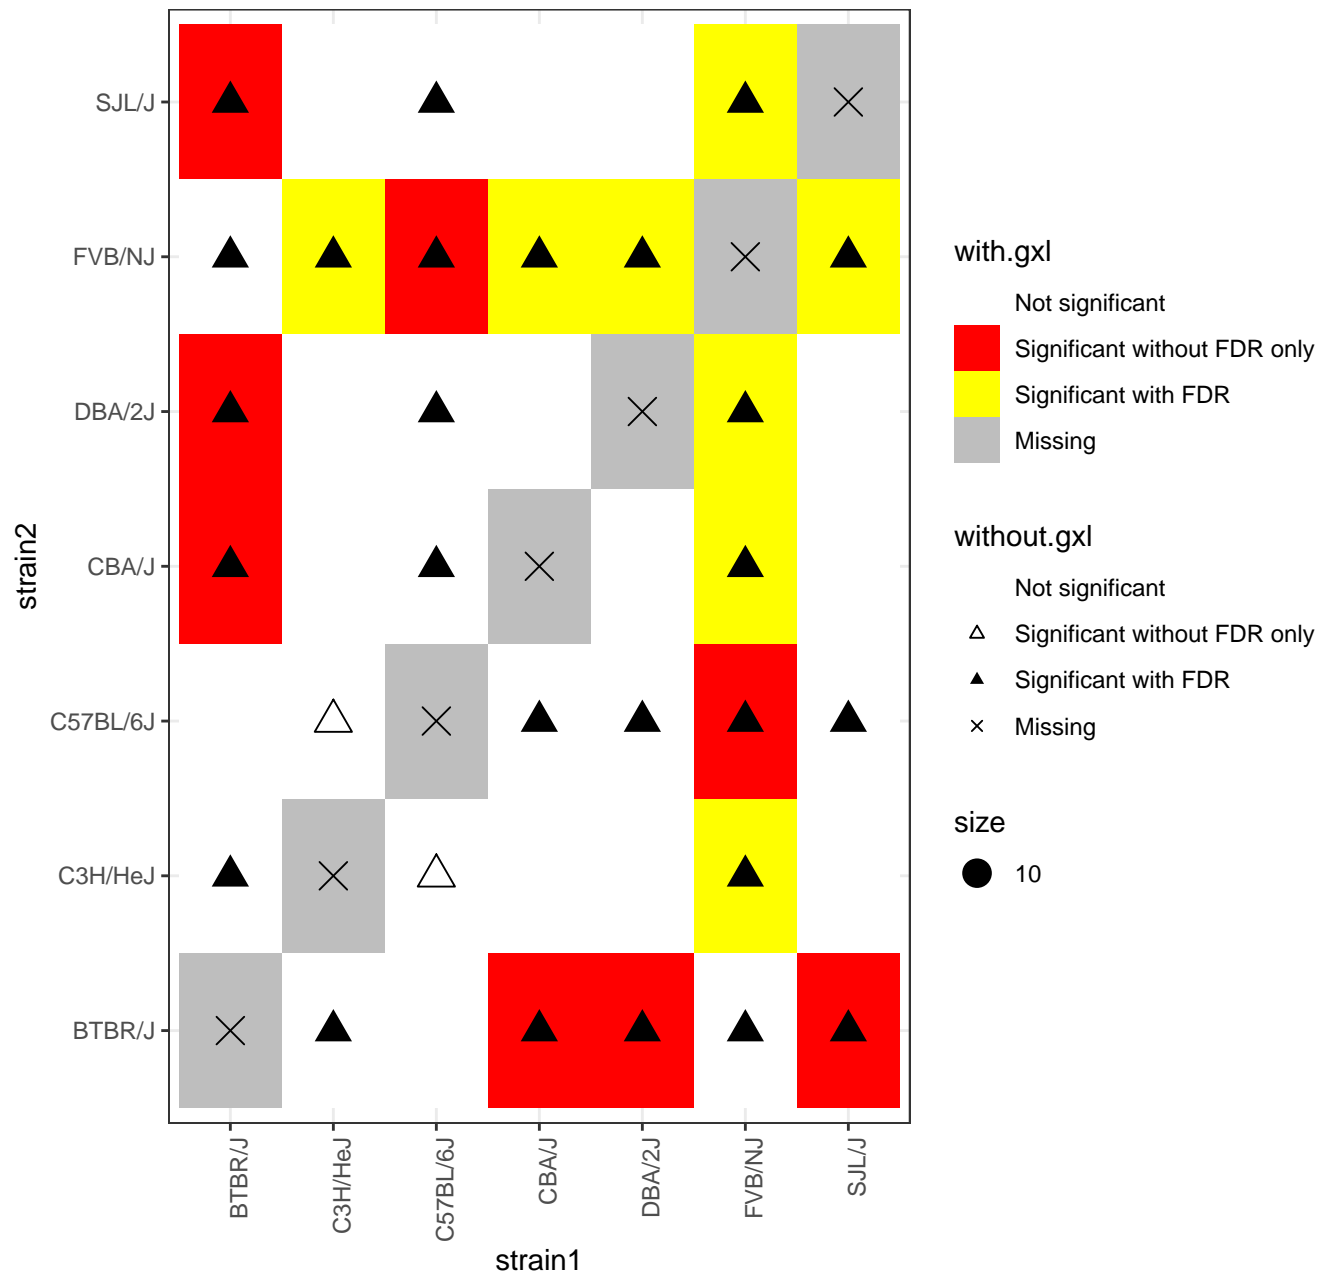 SJL/J
FVB/NJ
DBA/2J
CBA/J
C57BL/6J
C3H/HeJ
BTBR/J
strain2
BTBR/J
C3H/HeJ
C57BL/6J
CBA/J
DBA/2J
FVB/NJ
SJL/J
strain1
with.gxl
Not significant
Significant without FDR only
Significant with FDR
Missing
without.gxl
Not significant
Significant without FDR only
Significant with FDR
Missing
size
10